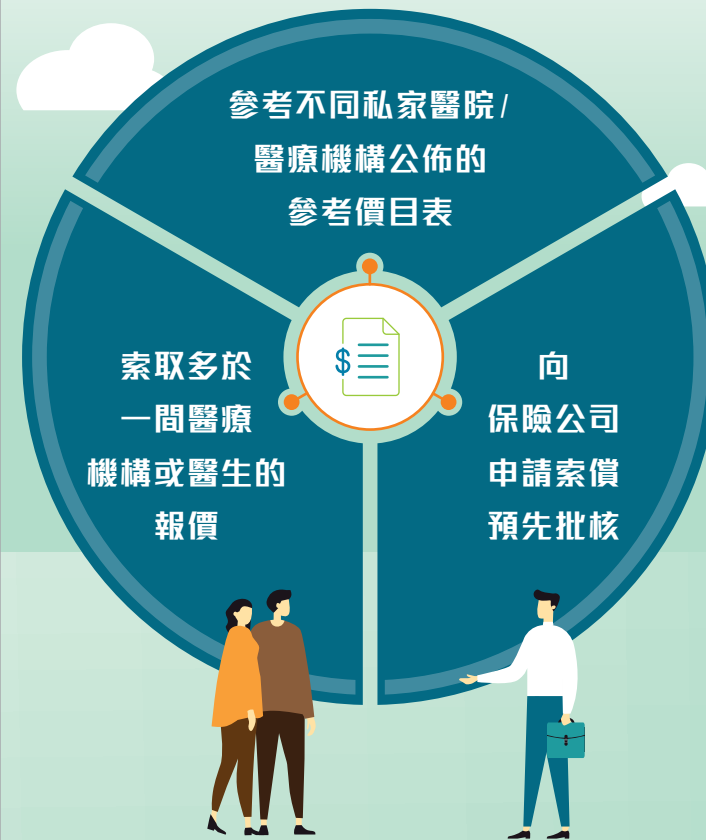 參考不同私家醫院/
醫療機構公佈的
參考價目表
索取多於
一間醫療
機構或醫生的
報價
向
保險公司
申請索償
預先批核
$